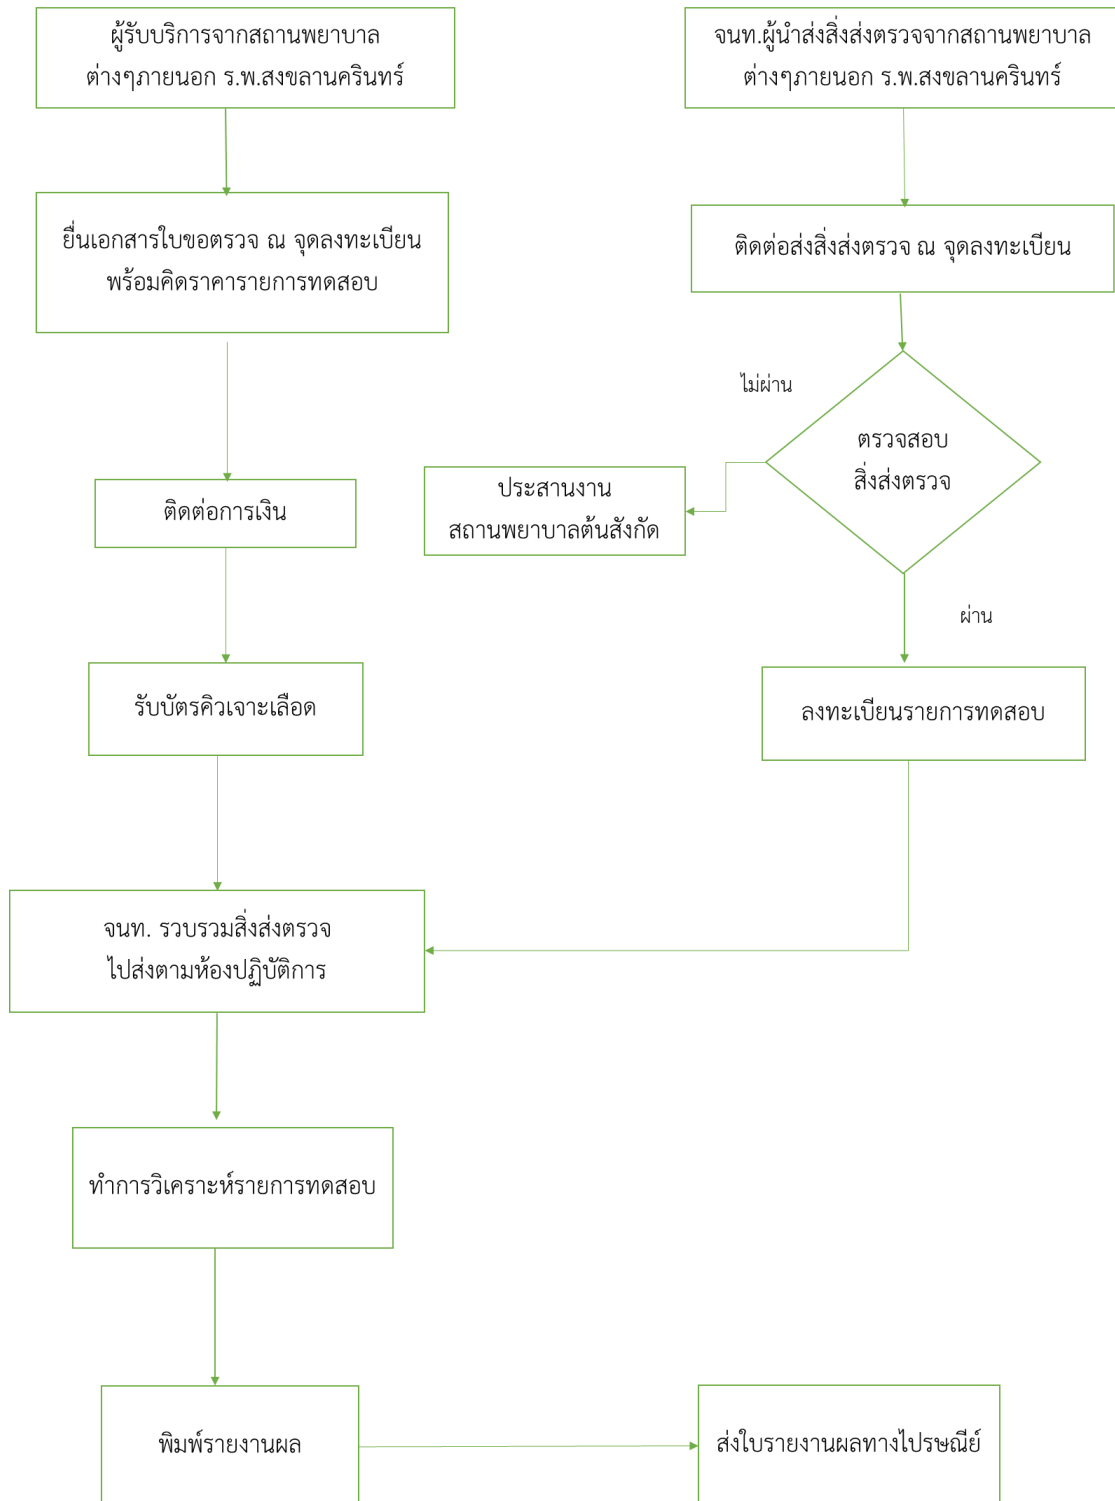 ผู้รับบริการจากสถานพยาบาล
ต่างๆภายนอก ร.พ.สงขลานครินทร์
จนท.ผู้นำส่งสิ่งส่งตรวจจากสถานพยาบาล
ต่างๆภายนอก ร.พ.สงขลานครินทร์
ยื่นเอกสารใบขอตรวจ ณ จุดลงทะเบียน
พร้อมคิดราคารายการทดสอบ
ติดต่อส่งสิ่งส่งตรวจ ณ จุดลงทะเบียน
ไม่ผ่าน
ตรวจสอบ
สิ่งส่งตรวจ
ประสานงาน
สถานพยาบาลต้นสังกัด
ติดต่อการเงิน
ผ่าน
รับบัตรคิวเจาะเลือด
ลงทะเบียนรายการทดสอบ
จนท. รวบรวมสิ่งส่งตรวจ
ไปส่งตามห้องปฏิบัติการ
ทำการวิเคราะห์รายการทดสอบ
พิมพ์รายงานผล
ส่งใบรายงานผลทางไปรษณีย์